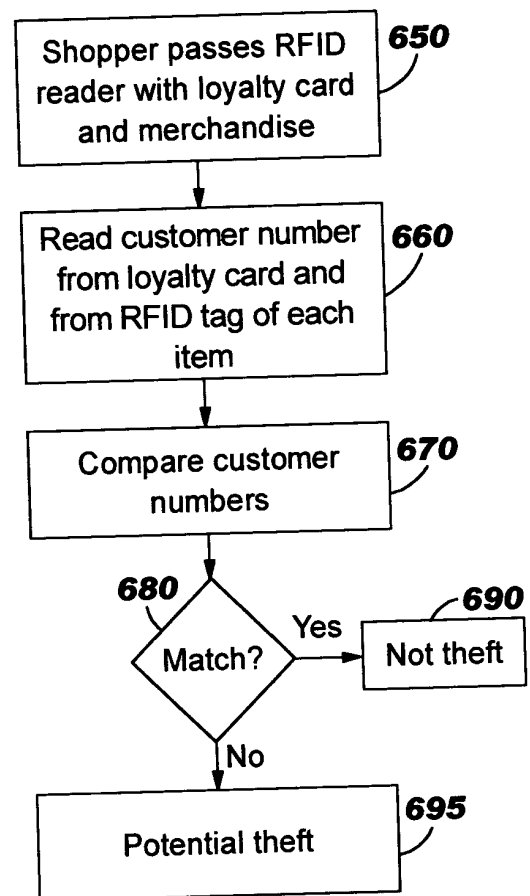 Shopper passes RFID
reader with loyalty card
and merchandise
650
Read customer number
from loyalty card and
from RFID tag of each
item
660
Compare customer
numbers
670
680
Match?
Yes
690
Not theft
No
Potential theft
695